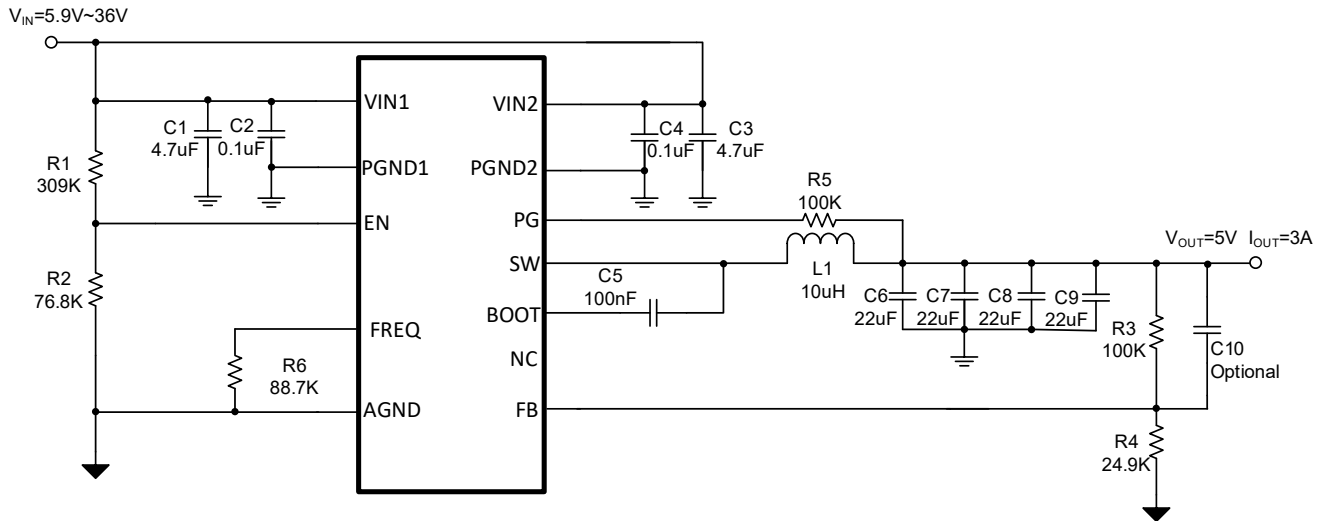 VIN=5.9V~36V
VIN1
VIN2
C1
4.7uF
C2
0.1uF
C4
0.1uF
C3
4.7uF
R1
309K
PGND1
PGND2
R5
100K
EN
PG
VOUT=5V IOUT=3A
SW
R2
76.8K
C5
100nF
L1
10uH
C6
22uF
C7
22uF
C8
22uF
C9
22uF
BOOT
FREQ
R3
100K
C10
Optional
NC
R6
88.7K
AGND
FB
R4
24.9K